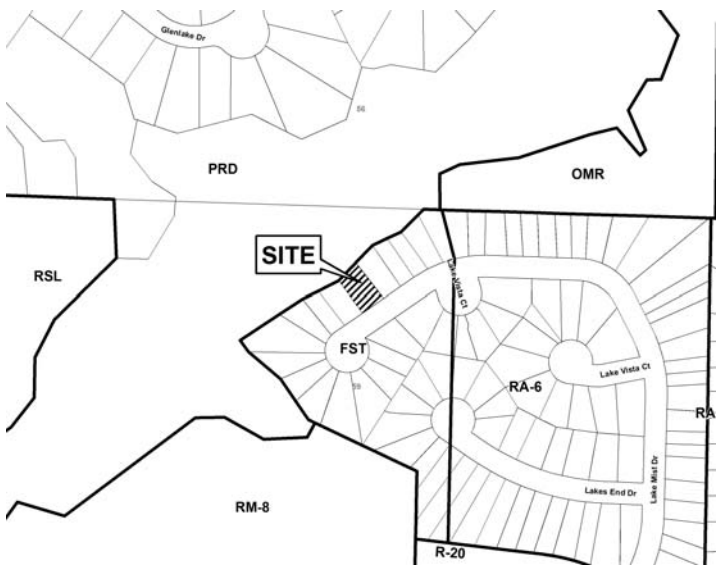 Glenlake Dr
56
PRD
OMR
SITE
RSL
Lake Vista Ct
FST
59
Lake Vista Ct
RA-6
RA
Lake Mist Dr
Lakes End Dr
RM-8
R-20